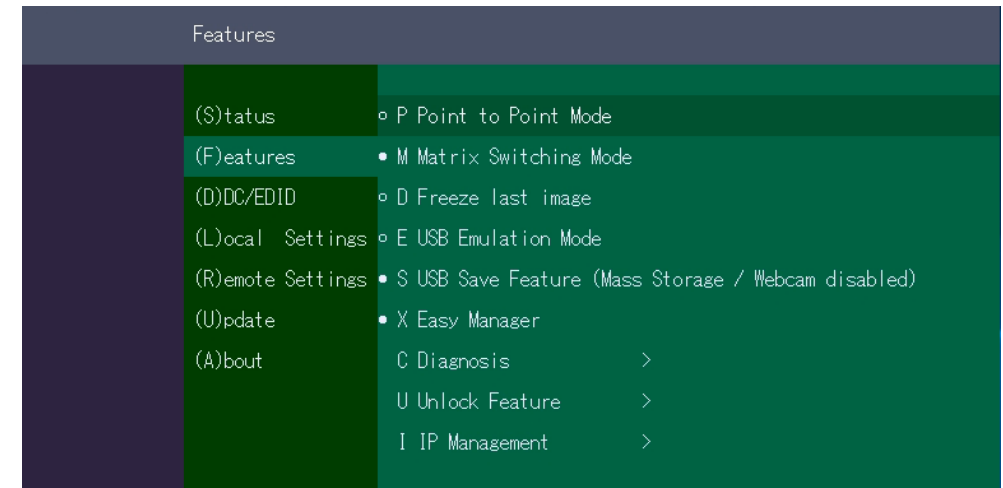 Features
(S)tatus
(F)eatures
(D)DC/EDID
(L)ocal Settings
(R)emote Settings
(U)pdate
(A)bout
P Point to Point Mode
M Matrix Switching Mode
D Freeze last image
E USB Emulation Mode
S USB Save Feature (Mass Storage / Webcam disabled)
X Easy Manager
C Diagnosis >
U Unlock Feature >
I IP Management >